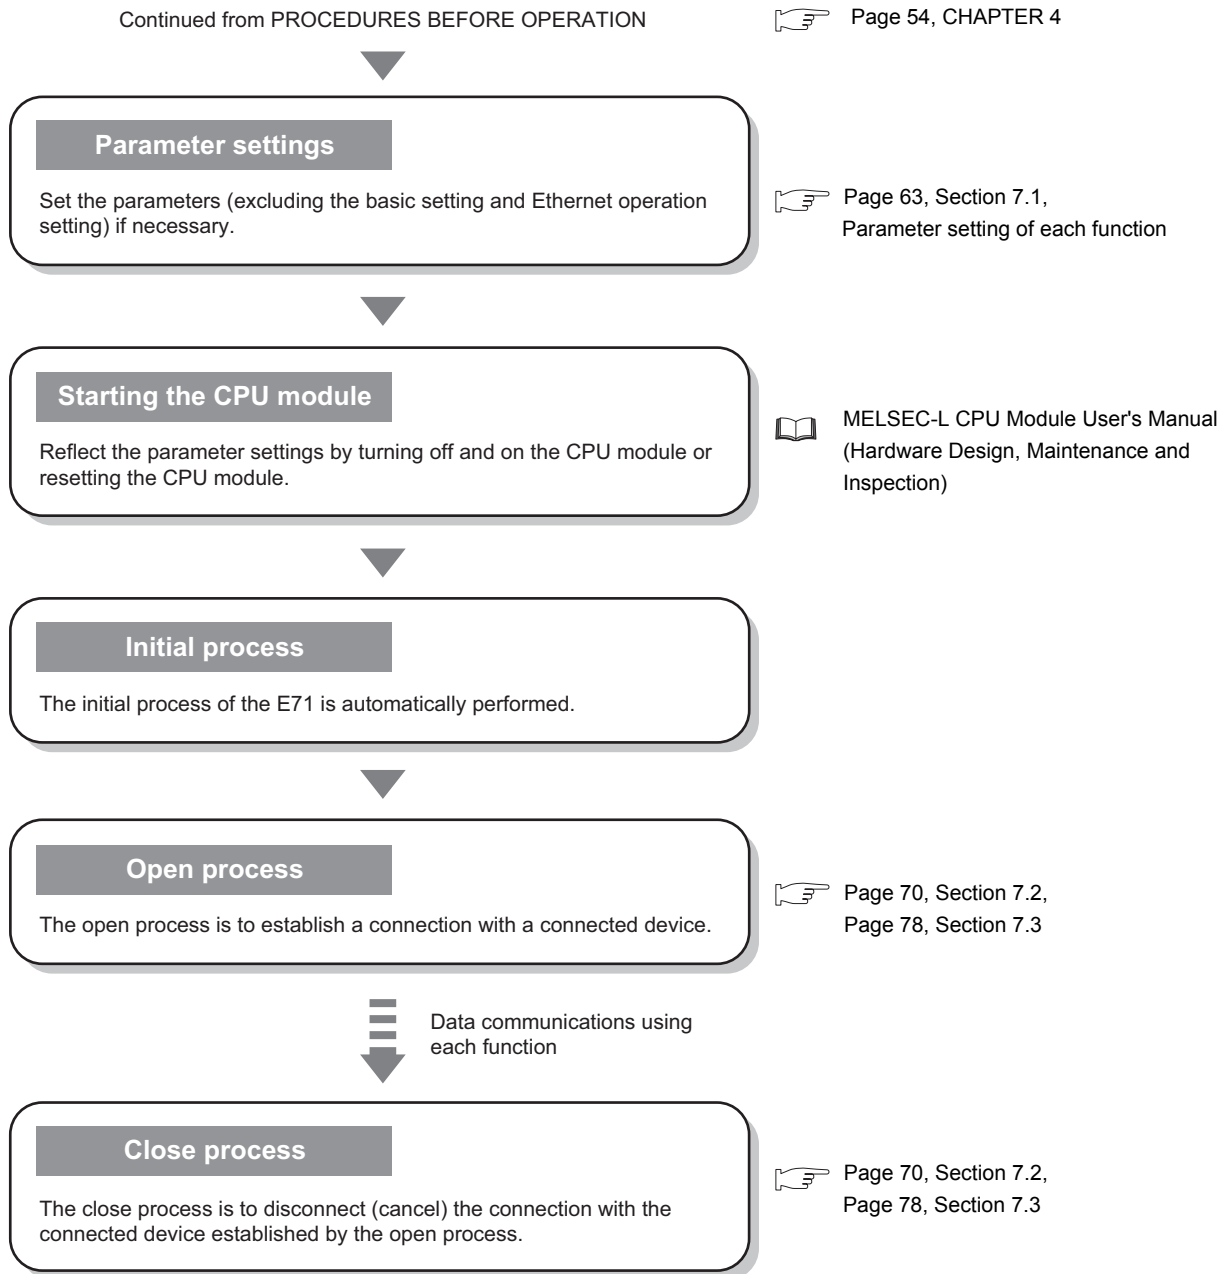 Continued from PROCEDURES BEFORE OPERATION
Page 54, CHAPTER 4
Parameter settings
Set the parameters (excluding the basic setting and Ethernet operation
setting) if necessary.
Page 63, Section 7.1,
Parameter setting of each function
Starting the CPU module
Reflect the parameter settings by turning off and on the CPU module or
resetting the CPU module.
MELSEC-L CPU Module User's Manual
(Hardware Design, Maintenance and
Inspection)
Initial process
The initial process of the E71 is automatically performed.
Open process
The open process is to establish a connection with a connected device.
Page 70, Section 7.2,
Page 78, Section 7.3
Data communications using
each function
Close process
The close process is to disconnect (cancel) the connection with the
connected device established by the open process.
Page 70, Section 7.2,
Page 78, Section 7.3